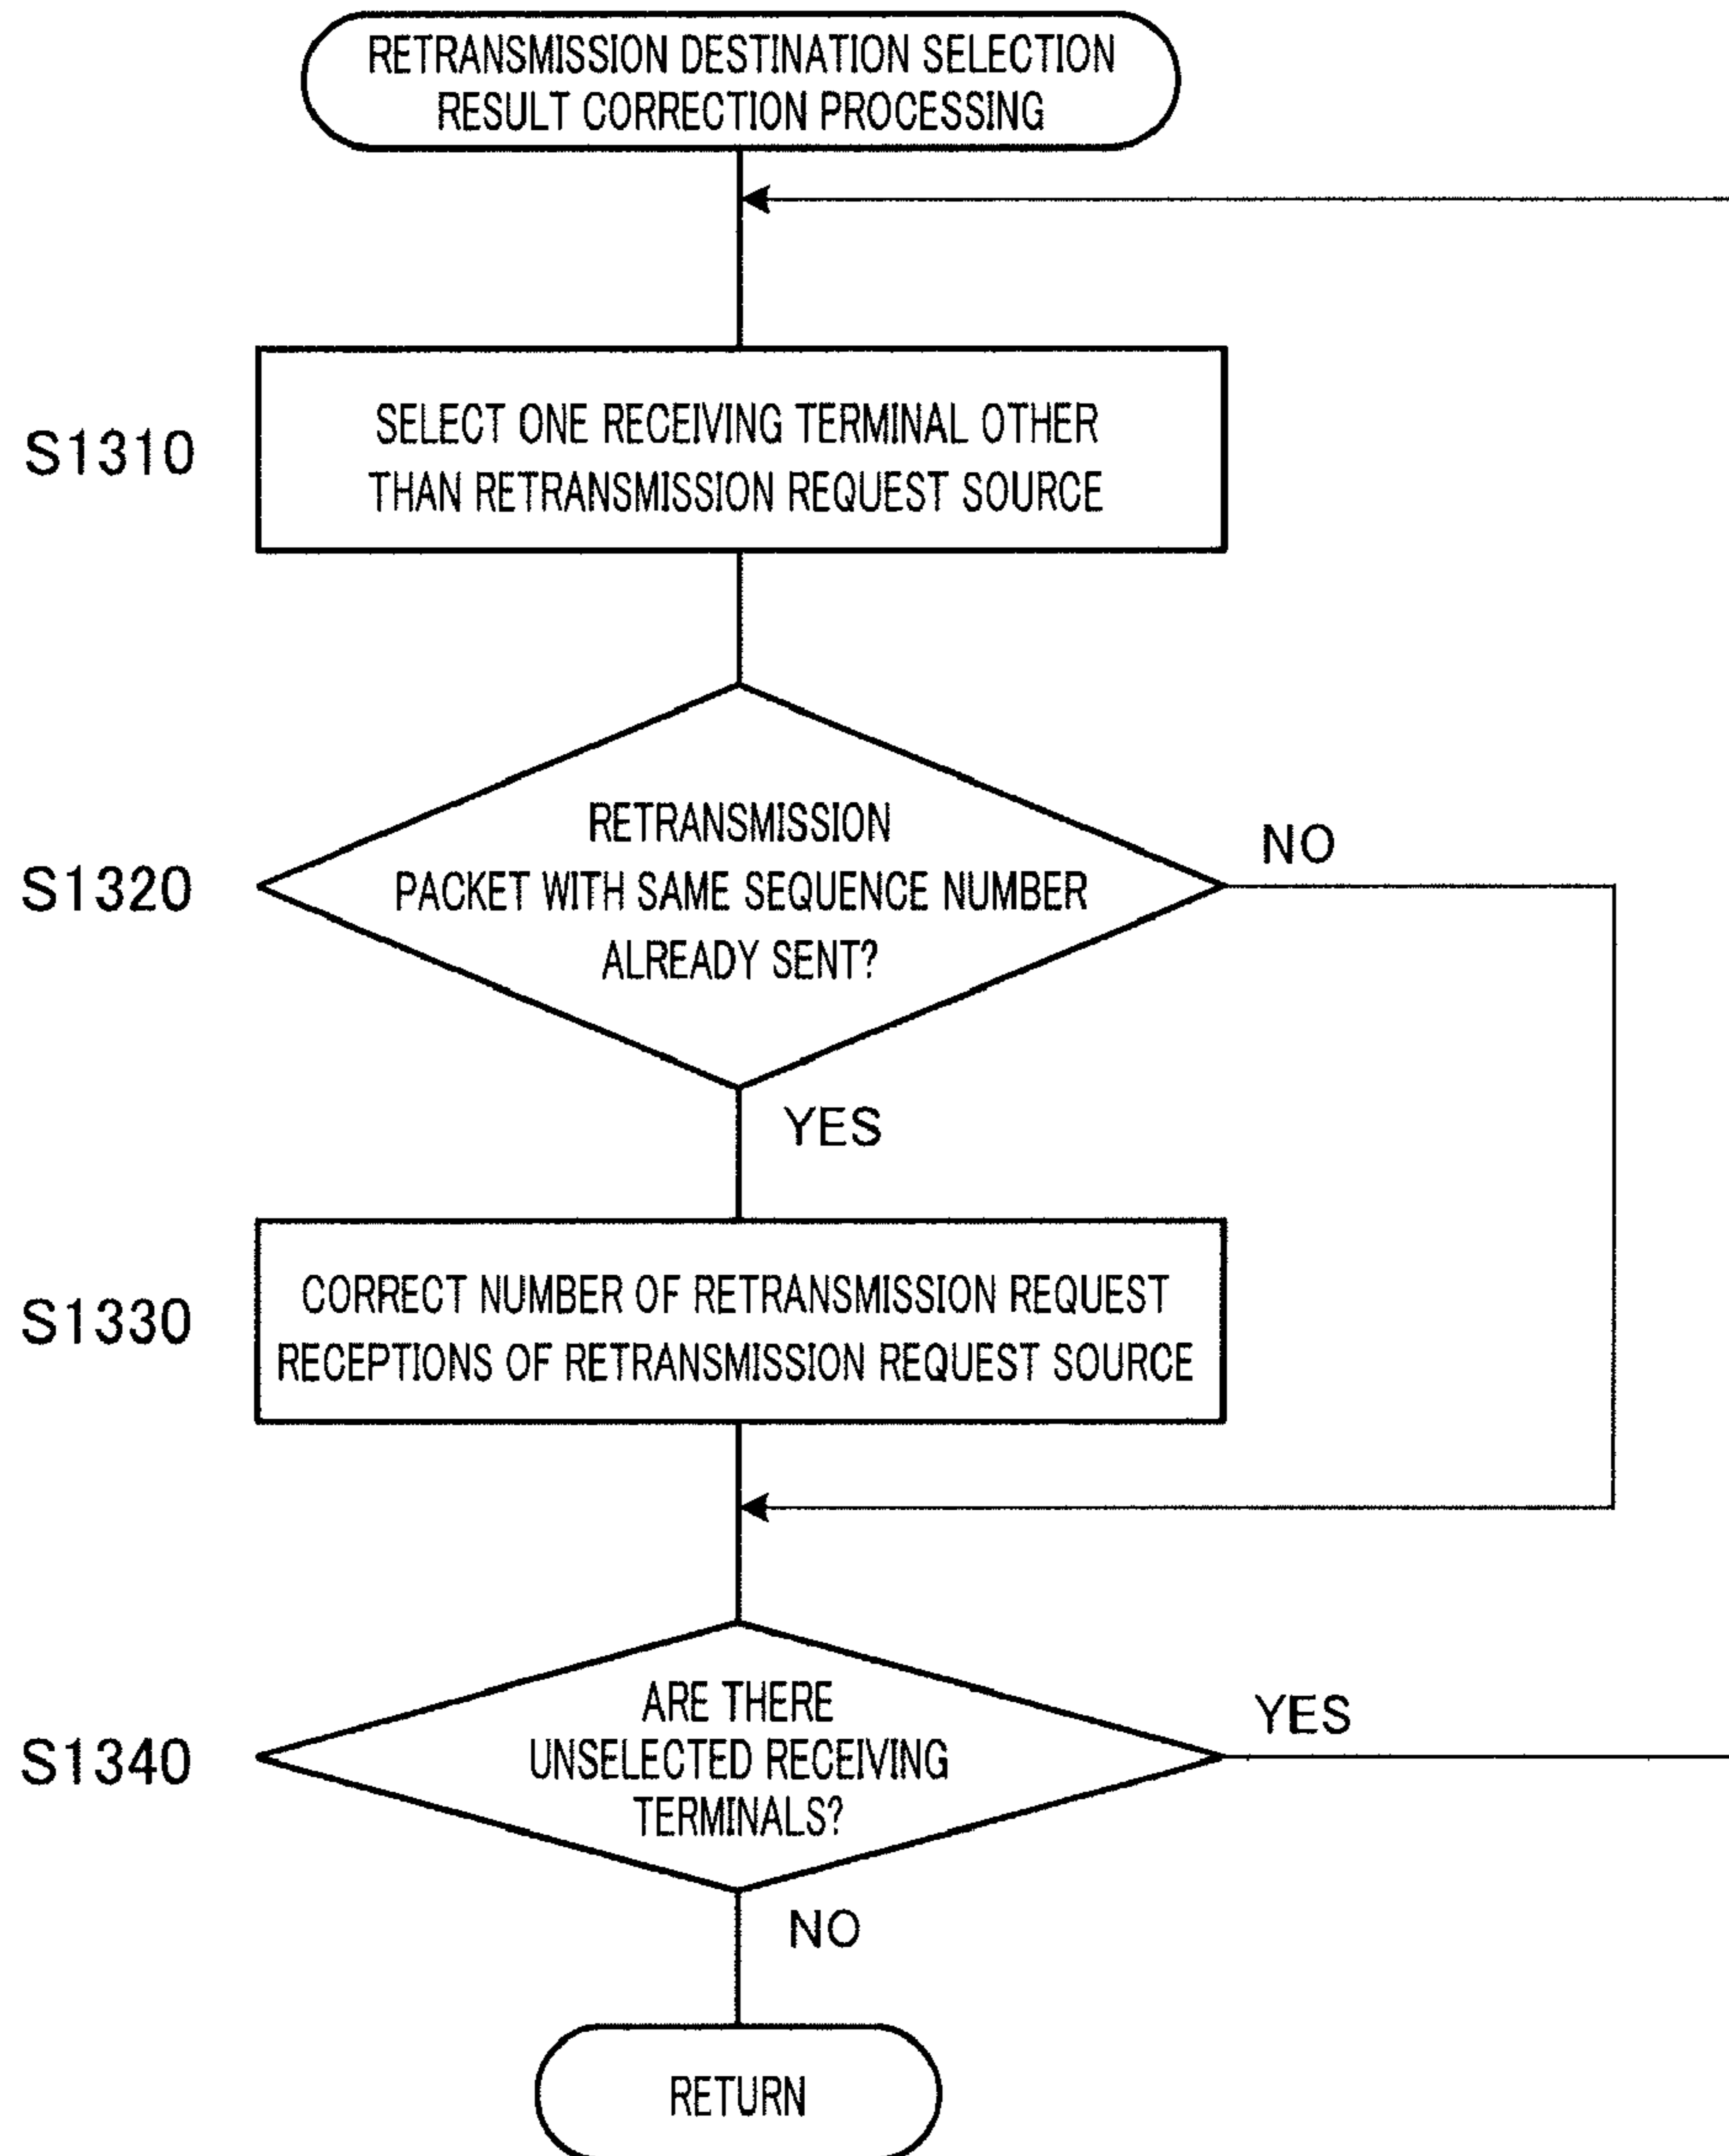 RETRANSMISSION DESTINATION SELECTION
RESULT CORRECTION PROCESSING
S1310
SELECT ONE RECEIVING TERMINAL OTHER
THAN RETRANSMISSION REQUEST SOURCE
S1320
RETRANSMISSION
PACKET WITH SAME SEQUENCE NUMBER
ALREADY SENT?
NO
YES
S1330
CORRECT NUMBER OF RETRANSMISSION REQUEST
RECEPTIONS OF RETRANSMISSION REQUEST SOURCE
S1340
ARE THERE
UNSELECTED RECEIVING
TERMINALS?
YES
NO
RETURN